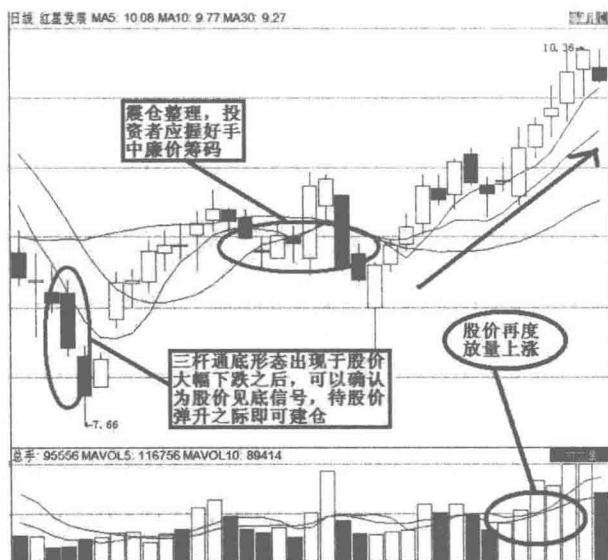 日线 红星发展 MA5: 10.08 MA10: 9.77 MA30: 9.27
10.36
震仓整理，投
资者应握好手
中廉价筹码
股价再度
放量上涨
三杆通底形态出现于股价
大幅下跌之后，可以确认
为股价见底信号，待股价
弹升之际即可建仓
7.66
总手: 95556 MAVOL5: 116756 MAVOL10: 89414